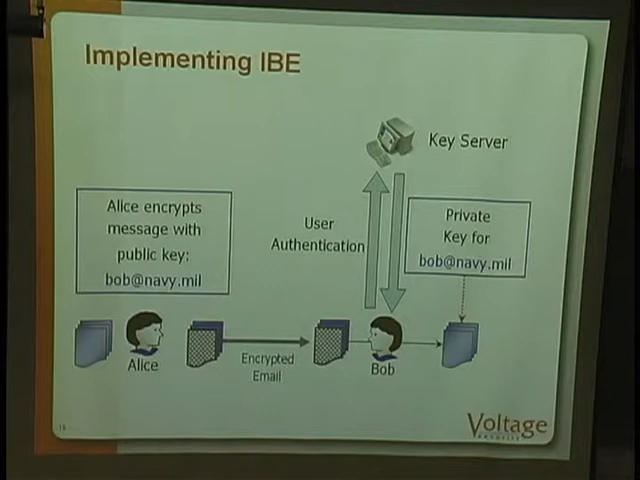 Implementing IBE
Key Server
Alice encrypts
message with
public key:
bob@navy.mil
User
Authentication
Private
Key for
bob@navy.mil
Alice
Encrypted
Email
Bob
Voltage
SECURITY